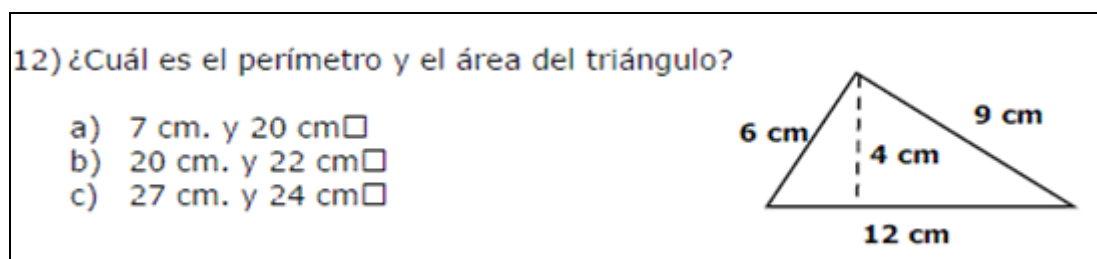 12) ¿Cuál es el perímetro y el área del triángulo?
a) 7 cm. y 20 cm□
b) 20 cm. y 22 cm□
c) 27 cm. y 24 cm□
6 cm
9 cm
4 cm
12 cm